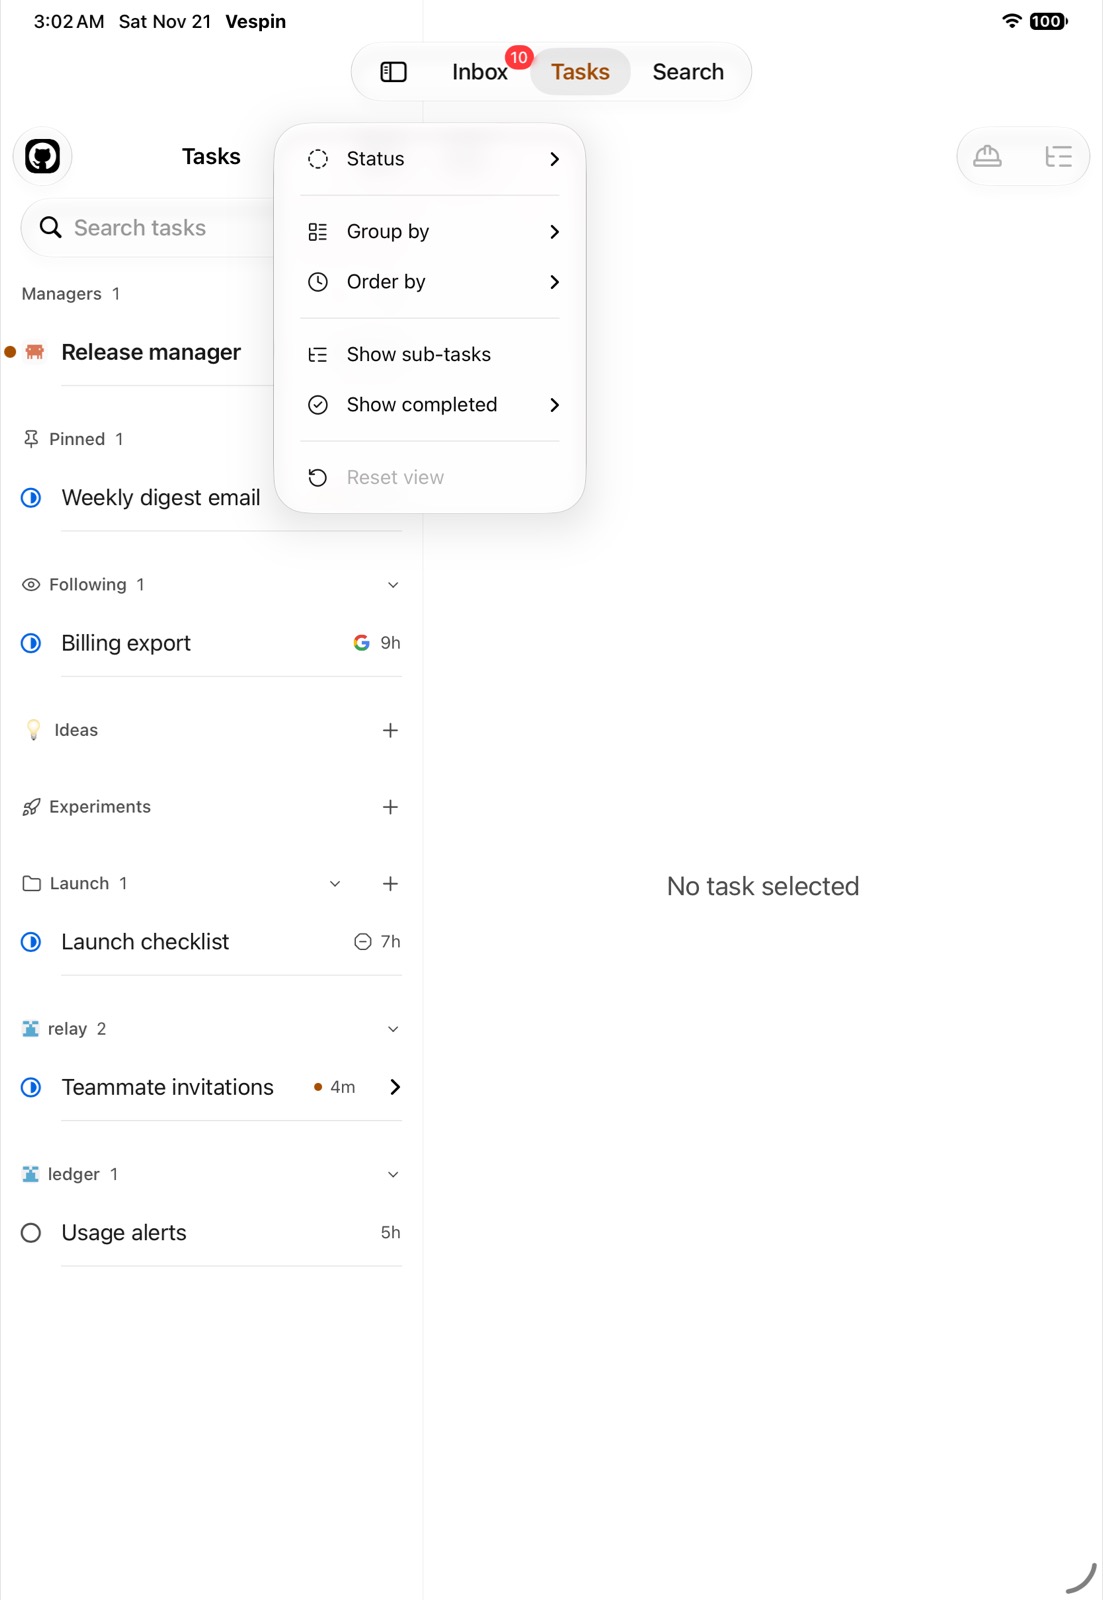 3:02 AM Sat Nov 21 Vespin
100
Inbox 10 Tasks Search
Tasks
Search tasks
Managers 1
Release manager
Pinned 1
Weekly digest email
Following 1
Billing export 9h
Ideas
Experiments
Launch 1
Launch checklist 7h
relay 2
Teammate invitations 4m
ledger 1
Usage alerts 5h
Status
Group by
Order by
Show sub-tasks
Show completed
Reset view
No task selected